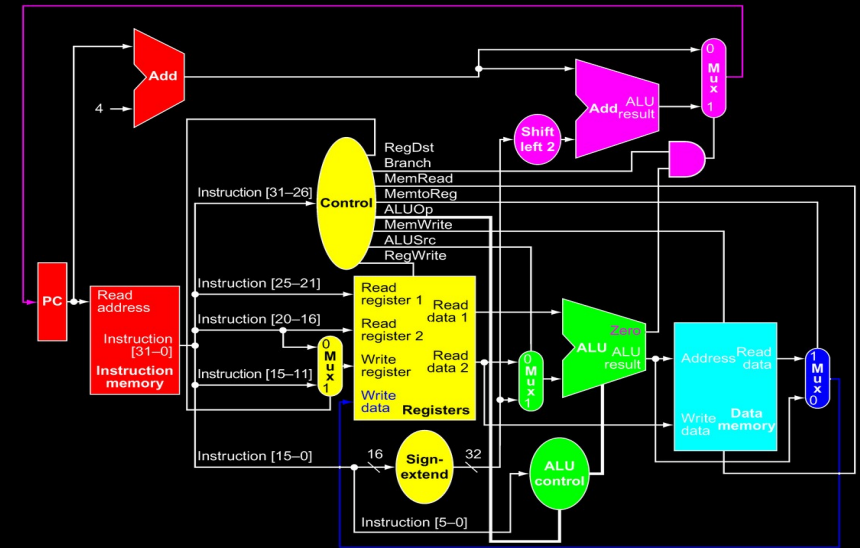 Add
4
0
Mux
1
Add ALU
result
Shift
left 2
RegDst
Branch
MemRead
MemtoReg
ALUOp
MemWrite
ALUSrc
RegWrite
Control
Instruction [31–26]
Instruction [25–21]
Instruction [20–16]
Instruction [15–11]
Instruction [15–0]
Instruction [5–0]
PC
Read
address
Instruction
[31–0]
Instruction
memory
0
Mux
1
Read
register 1
Read
register 2
Write
register
Write
data
Read
data 1
Read
data 2
Registers
16
Sign-
extend
32
0
Mux
1
Zero
ALU ALU
result
ALU
control
Address
Read
data
Write
data
Data
memory
1
Mux
0